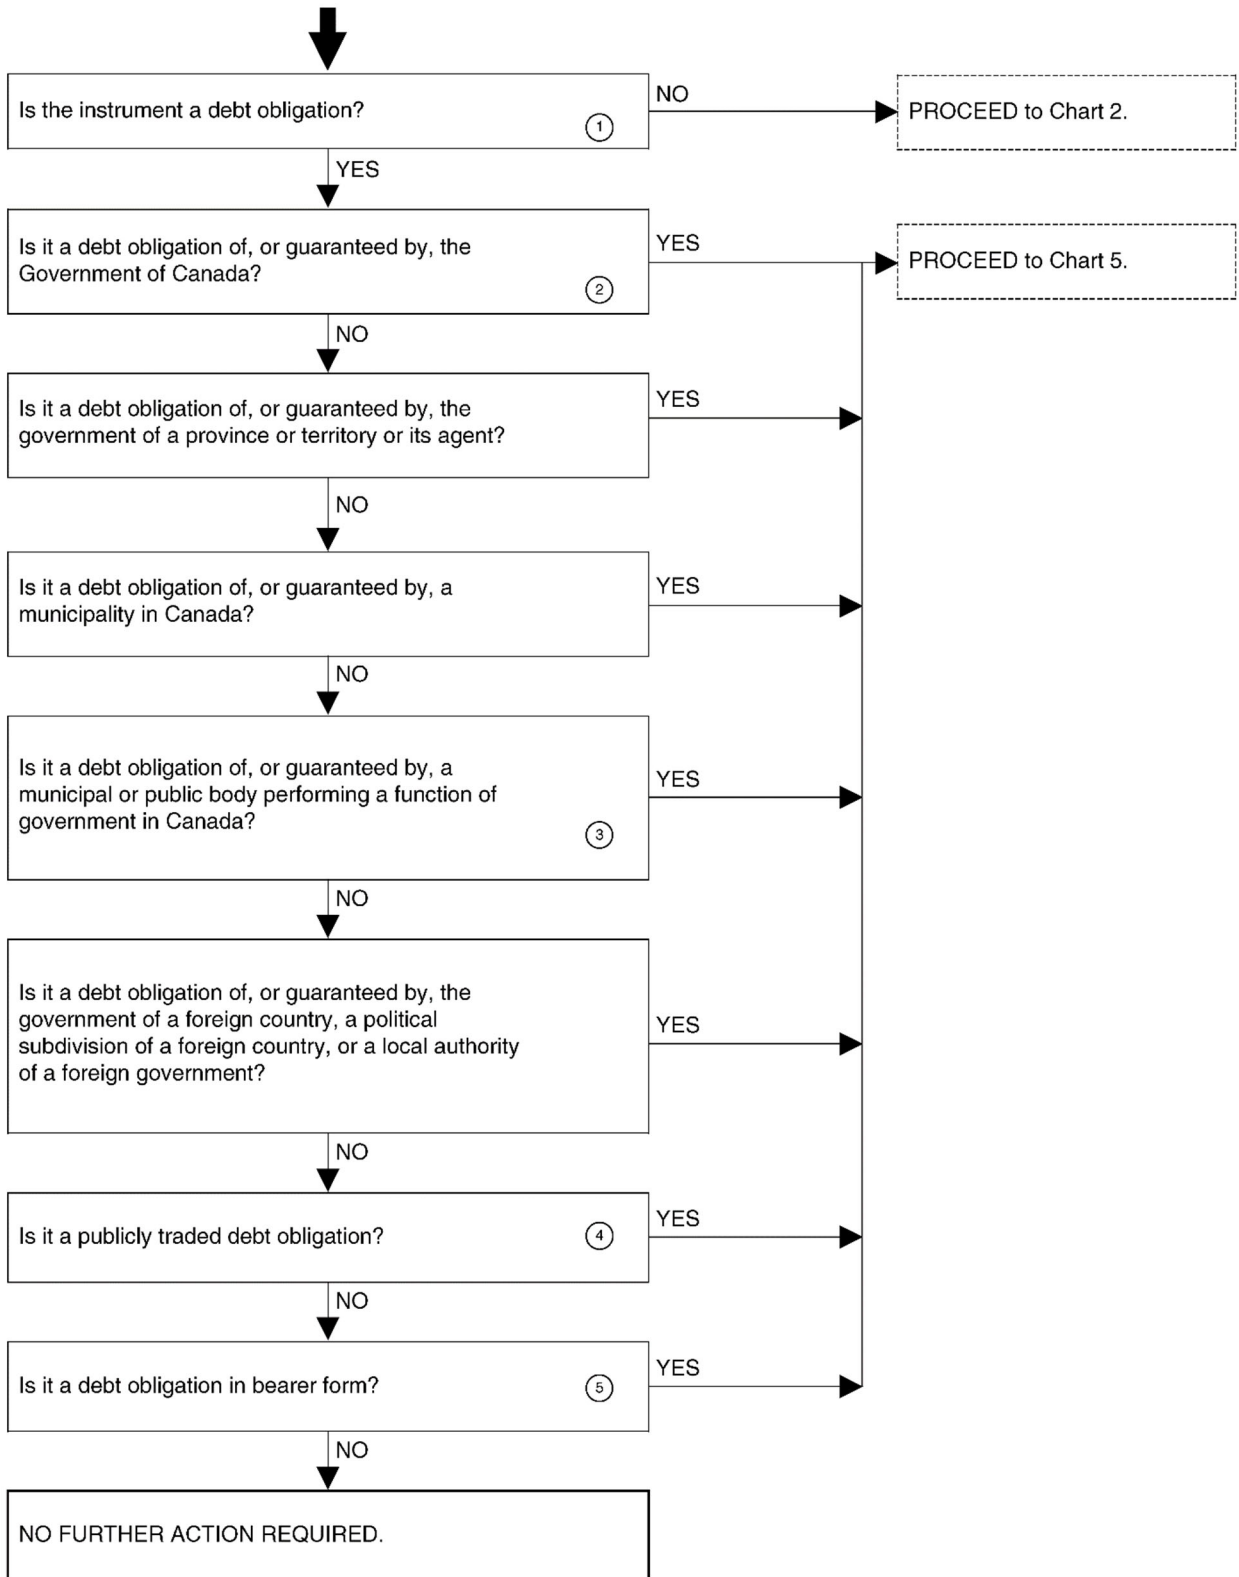 Is the instrument a debt obligation?
1
NO
PROCEED to Chart 2.
YES
Is it a debt obligation of, or guaranteed by, the
Government of Canada?
2
YES
PROCEED to Chart 5.
NO
Is it a debt obligation of, or guaranteed by, the
government of a province or territory or its agent?
YES
NO
Is it a debt obligation of, or guaranteed by, a
municipality in Canada?
YES
NO
Is it a debt obligation of, or guaranteed by, a
municipal or public body performing a function of
government in Canada?
3
YES
NO
Is it a debt obligation of, or guaranteed by, the
government of a foreign country, a political
subdivision of a foreign country, or a local authority
of a foreign government?
YES
NO
Is it a publicly traded debt obligation?
4
YES
NO
Is it a debt obligation in bearer form?
5
YES
NO
NO FURTHER ACTION REQUIRED.